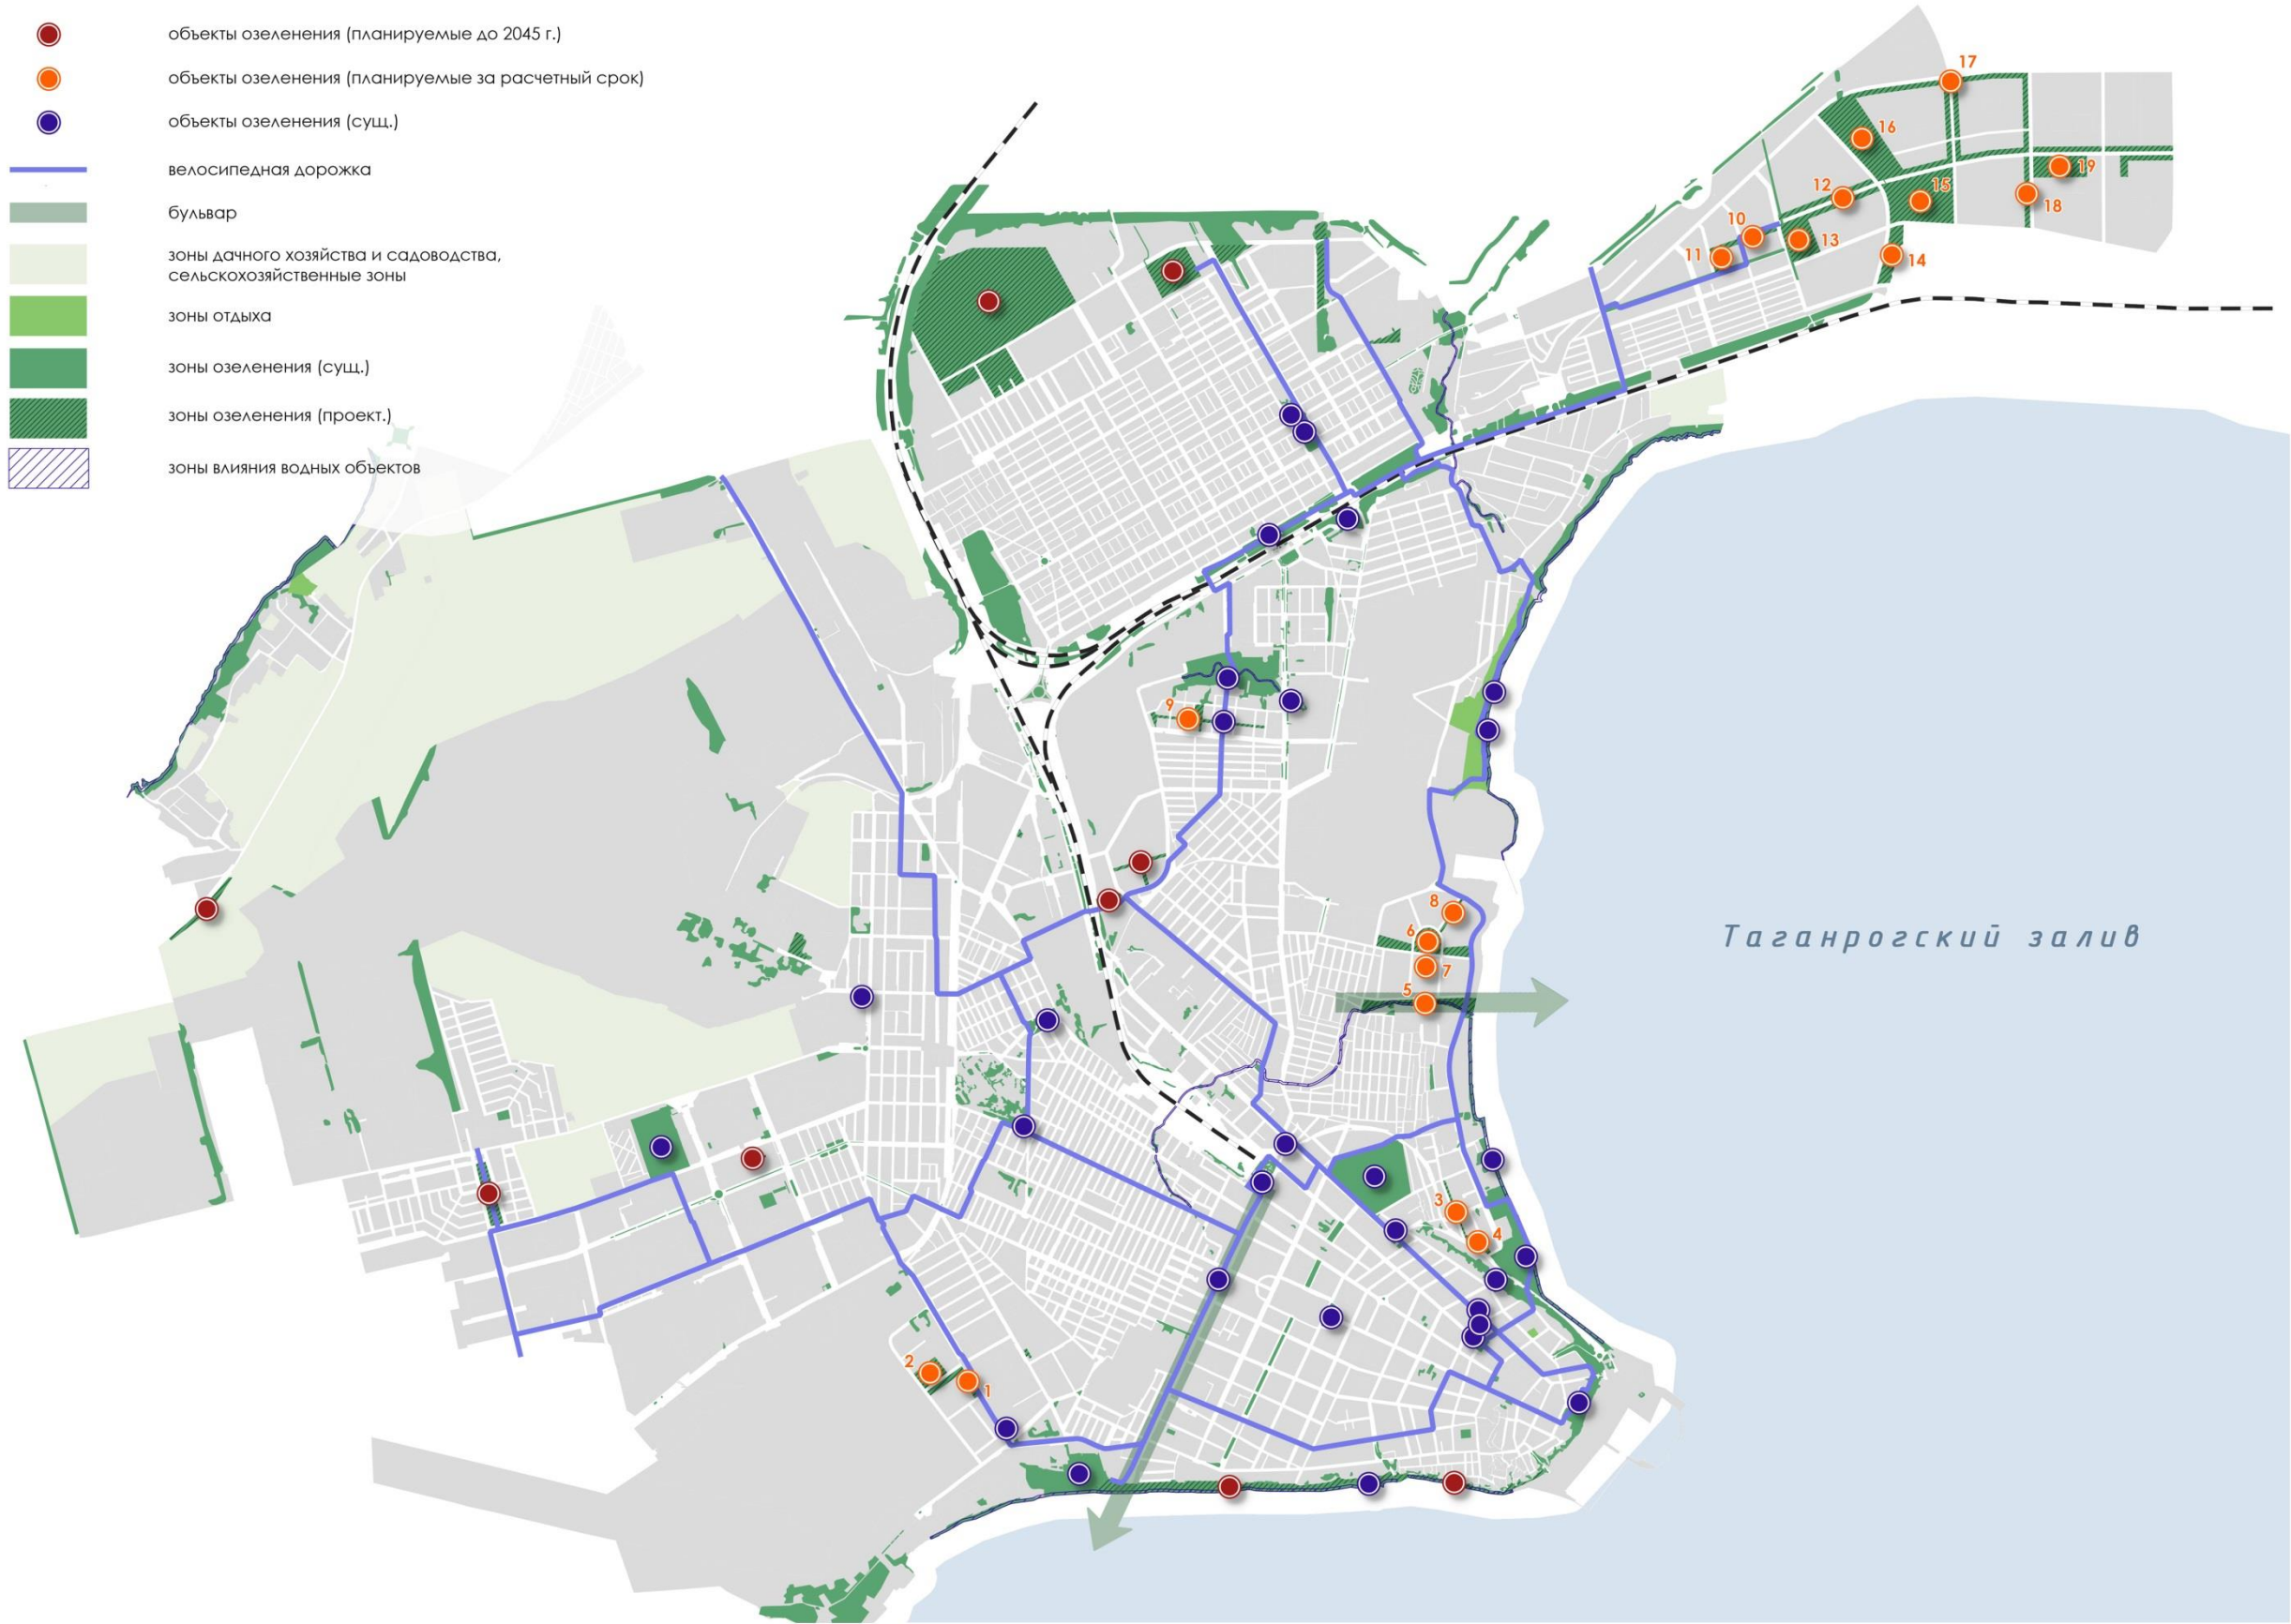 объекты озеленения (планируемые до 2045 г.)
объекты озеленения (планируемые за расчетный срок)
объекты озеленения (сущ.)
велосипедная дорожка
бульвар
зоны дачного хозяйства и садоводства,
сельскохозяйственные зоны
зоны отдыха
зоны озеленения (сущ.)
зоны озеленения (проект.)
зоны влияния водных объектов
17
16
19
12
15
18
10
13
11
14
9
8
6
7
5
Таганрогский залив
3
4
2
1